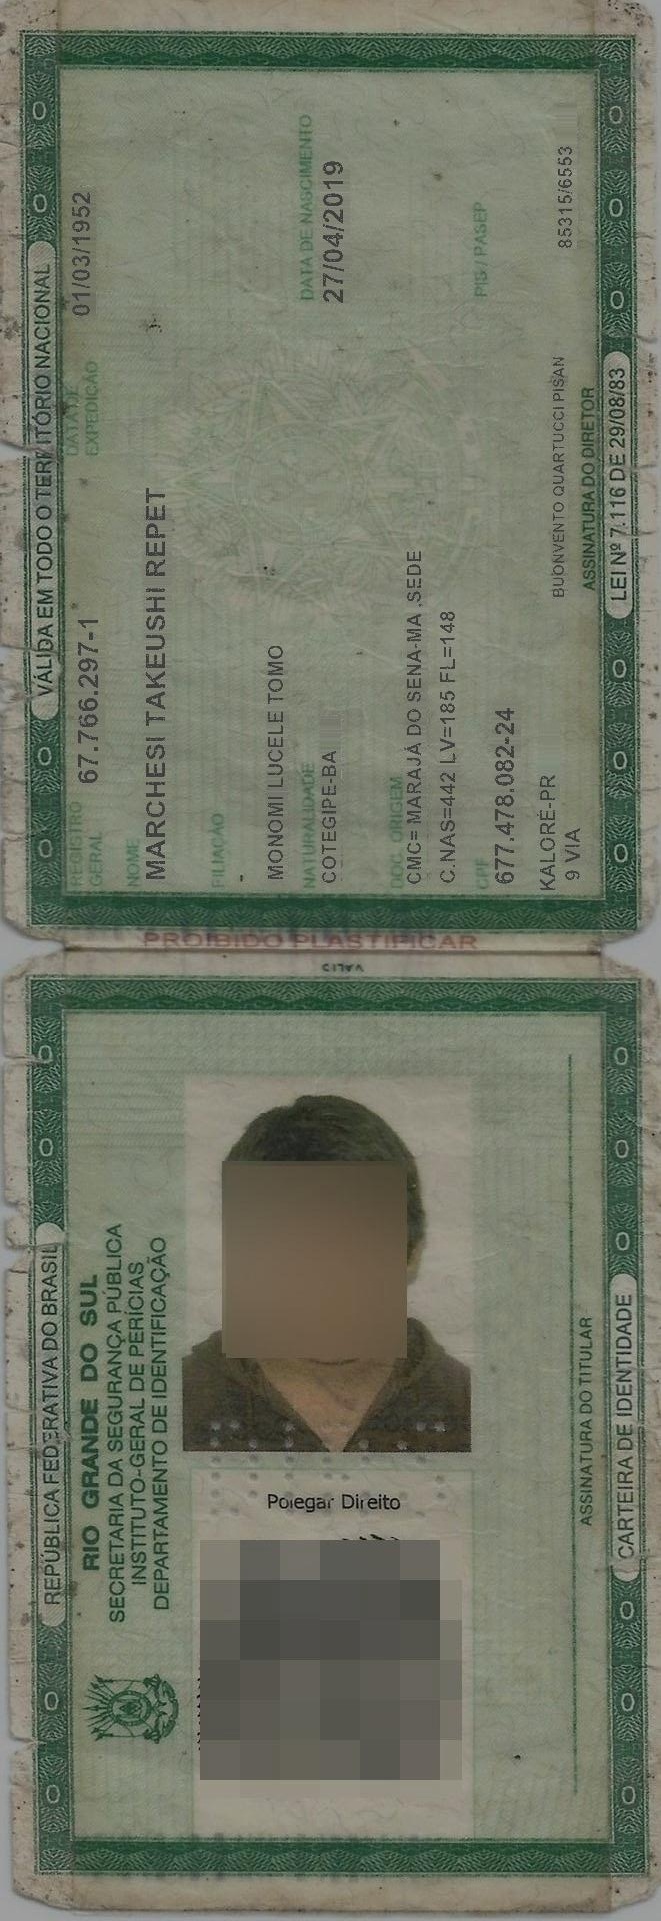 VÁLIDA EM TODO O TERRITÓRIO NACIONAL
REGISTRO GERAL 67.766.297-1 DATA DE EXPEDIÇÃO 01/03/1952
NOME
MARCHESI TAKEUSHI REPET
FILIAÇÃO
-
MONOMI LUCELE TOMO
NATURALIDADE DATA DE NASCIMENTO
COTEGIPE-BA 27/04/2019
DOC ORIGEM
CMC= MARAJÁ DO SENA-MA ,SEDE
C.NAS=442 LV=185 FL=148
CPF PIS / PASEP
677.478.082-24
KALORÉ-PR
BUONVENTO QUARTUCCI PISAN
9 VIA 85315/6553
ASSINATURA DO DIRETOR
LEI Nº 7.116 DE 29/08/83
PROIBIDO PLASTIFICAR
REPÚBLICA FEDERATIVA DO BRASIL
RIO GRANDE DO SUL
SECRETARIA DA SEGURANÇA PÚBLICA
INSTITUTO-GERAL DE PERÍCIAS
DEPARTAMENTO DE IDENTIFICAÇÃO
Polegar Direito
ASSINATURA DO TITULAR
CARTEIRA DE IDENTIDADE